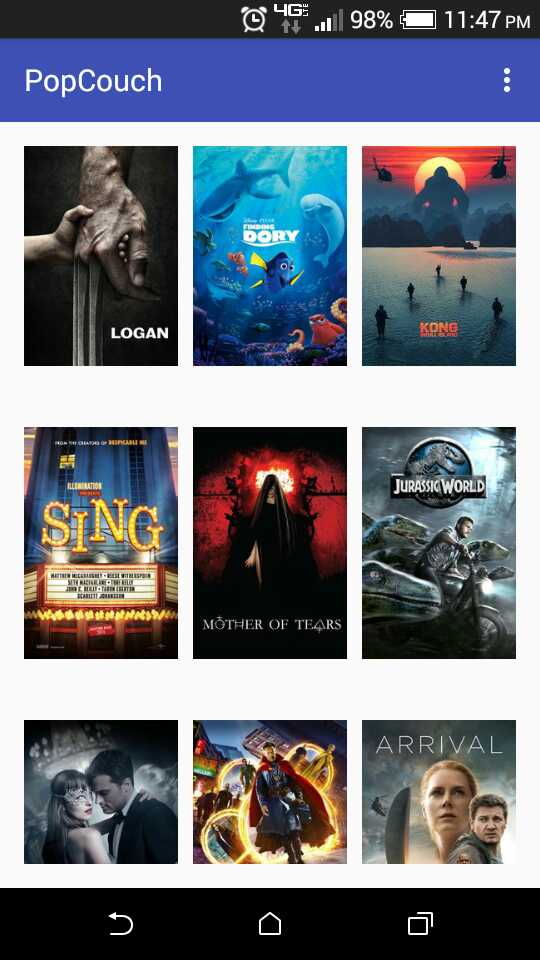 4G LTE 98% 11:47 PM
PopCouch
LOGAN
Disney PIXAR
FINDING
DORY
KONG
SKULL ISLAND
FROM THE CREATORS OF DESPICABLE ME
ILLUMINATION
PRESENTS
SING
MATTHEW McCONAUGHEY • REESE WITHERSPOON
SETH MACFARLANE • TORI KELLY
JOHN C. REILLY • TARON EGERTON
SCARLETT JOHANSSON
MOTHER OF TEARS
JURASSIC WORLD
ARRIVAL